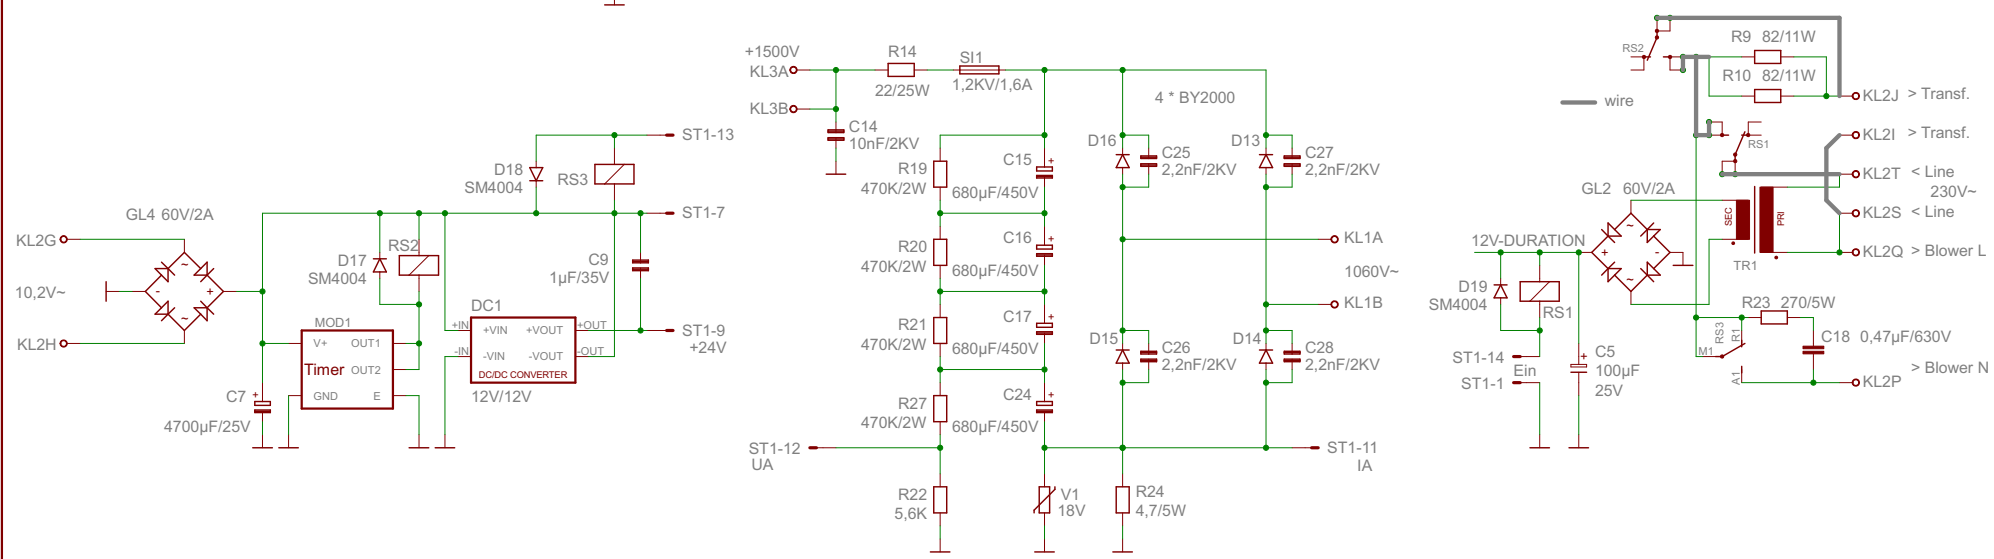 GL4 60V/2A
KL2G
10,2V~
KL2H
~
-
+
~
C7
+
4700µF/25V
MOD1
V+ OUT1
Timer OUT2
GND E
D17
SM4004
RS2
D18
SM4004
RS3
ST1-13
ST1-7
C9
1µF/35V
DC1
+IN +VIN +VOUT +OUT
-IN -VIN -VOUT -OUT
DC/DC CONVERTER
12V/12V
ST1-9
+24V
+1500V
KL3A
KL3B
R14
22/25W
SI1
1,2KV/1,6A
C14
10nF/2KV
4 * BY2000
R19
470K/2W
C15
+
680µF/450V
R20
470K/2W
C16
+
680µF/450V
R21
470K/2W
C17
+
680µF/450V
R27
470K/2W
C24
+
680µF/450V
D16
C25
2,2nF/2KV
D13
C27
2,2nF/2KV
D15
C26
2,2nF/2KV
D14
C28
2,2nF/2KV
KL1A
1060V~
KL1B
ST1-12
UA
ST1-11
IA
R22
5,6K
V1
18V
R24
4,7/5W
RS2
R9 82/11W
R10 82/11W
wire
KL2J > Transf.
KL2I > Transf.
RS1
KL2T < Line
230V~
KL2S < Line
KL2Q > Blower L
GL2 60V/2A
SEC
PRI
TR1
12V-DURATION
+
~
-
~
D19
SM4004
RS1
ST1-14
Ein
ST1-1
C5
+
100µF
25V
R23 270/5W
RS3
R1
M1
A1
C18 0,47µF/630V
> Blower N
KL2P